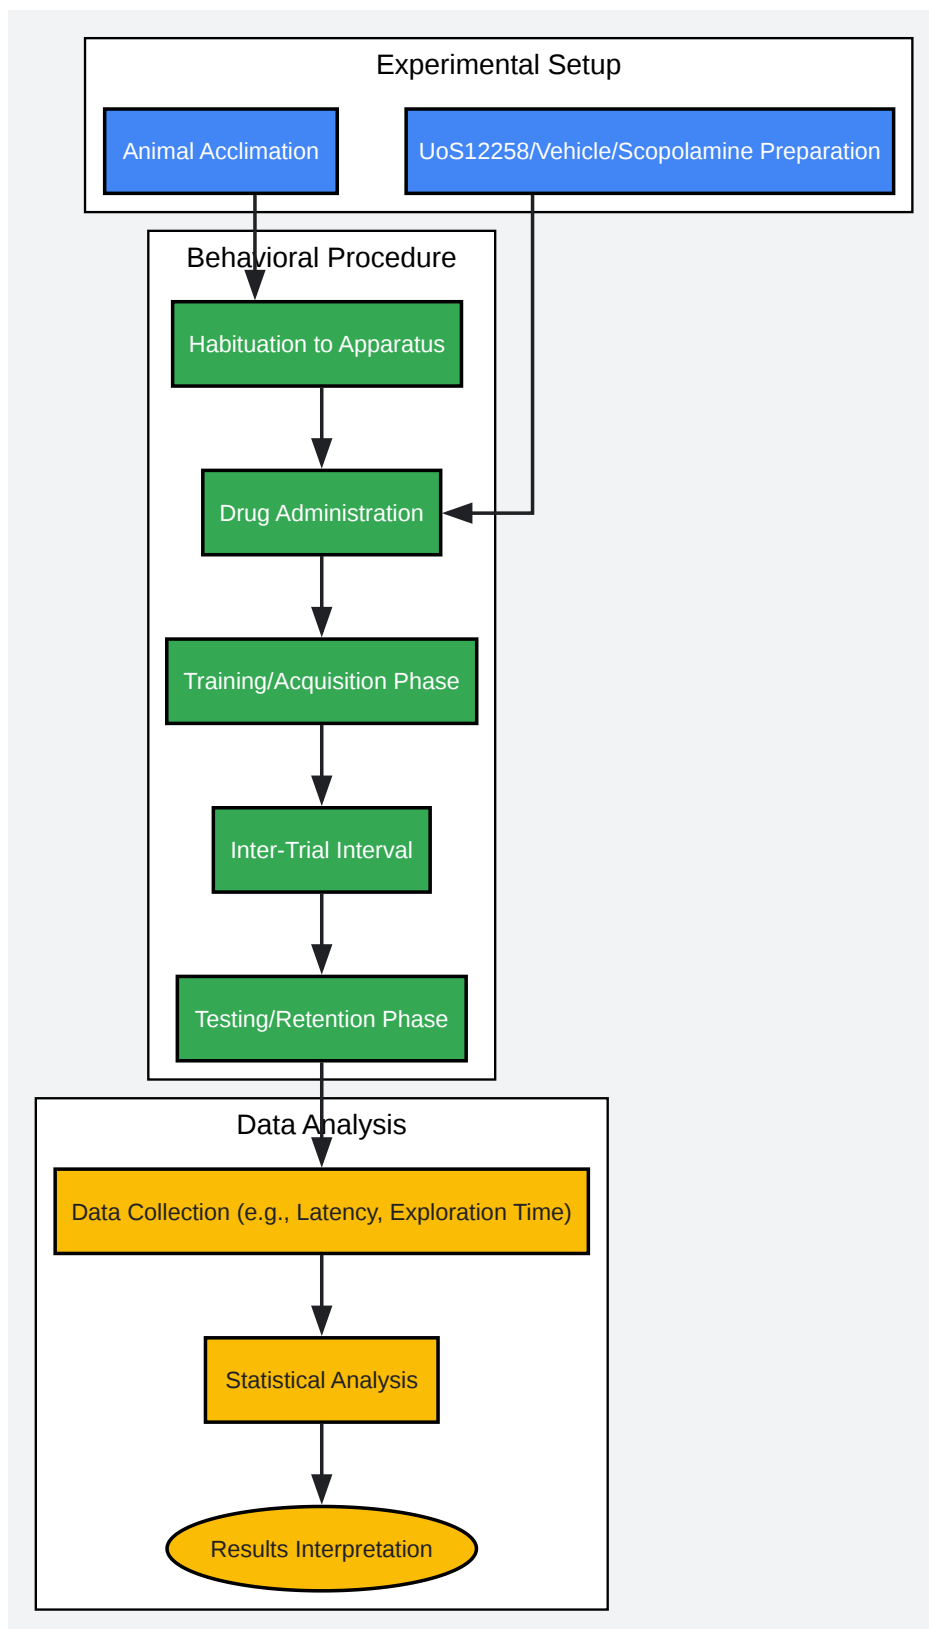 Experimental Setup
Animal Acclimation
UoS12258/Vehicle/Scopolamine Preparation
Behavioral Procedure
Habituation to Apparatus
Drug Administration
Training/Acquisition Phase
Inter-Trial Interval
Testing/Retention Phase
Data Analysis
Data Collection (e.g., Latency, Exploration Time)
Statistical Analysis
Results Interpretation